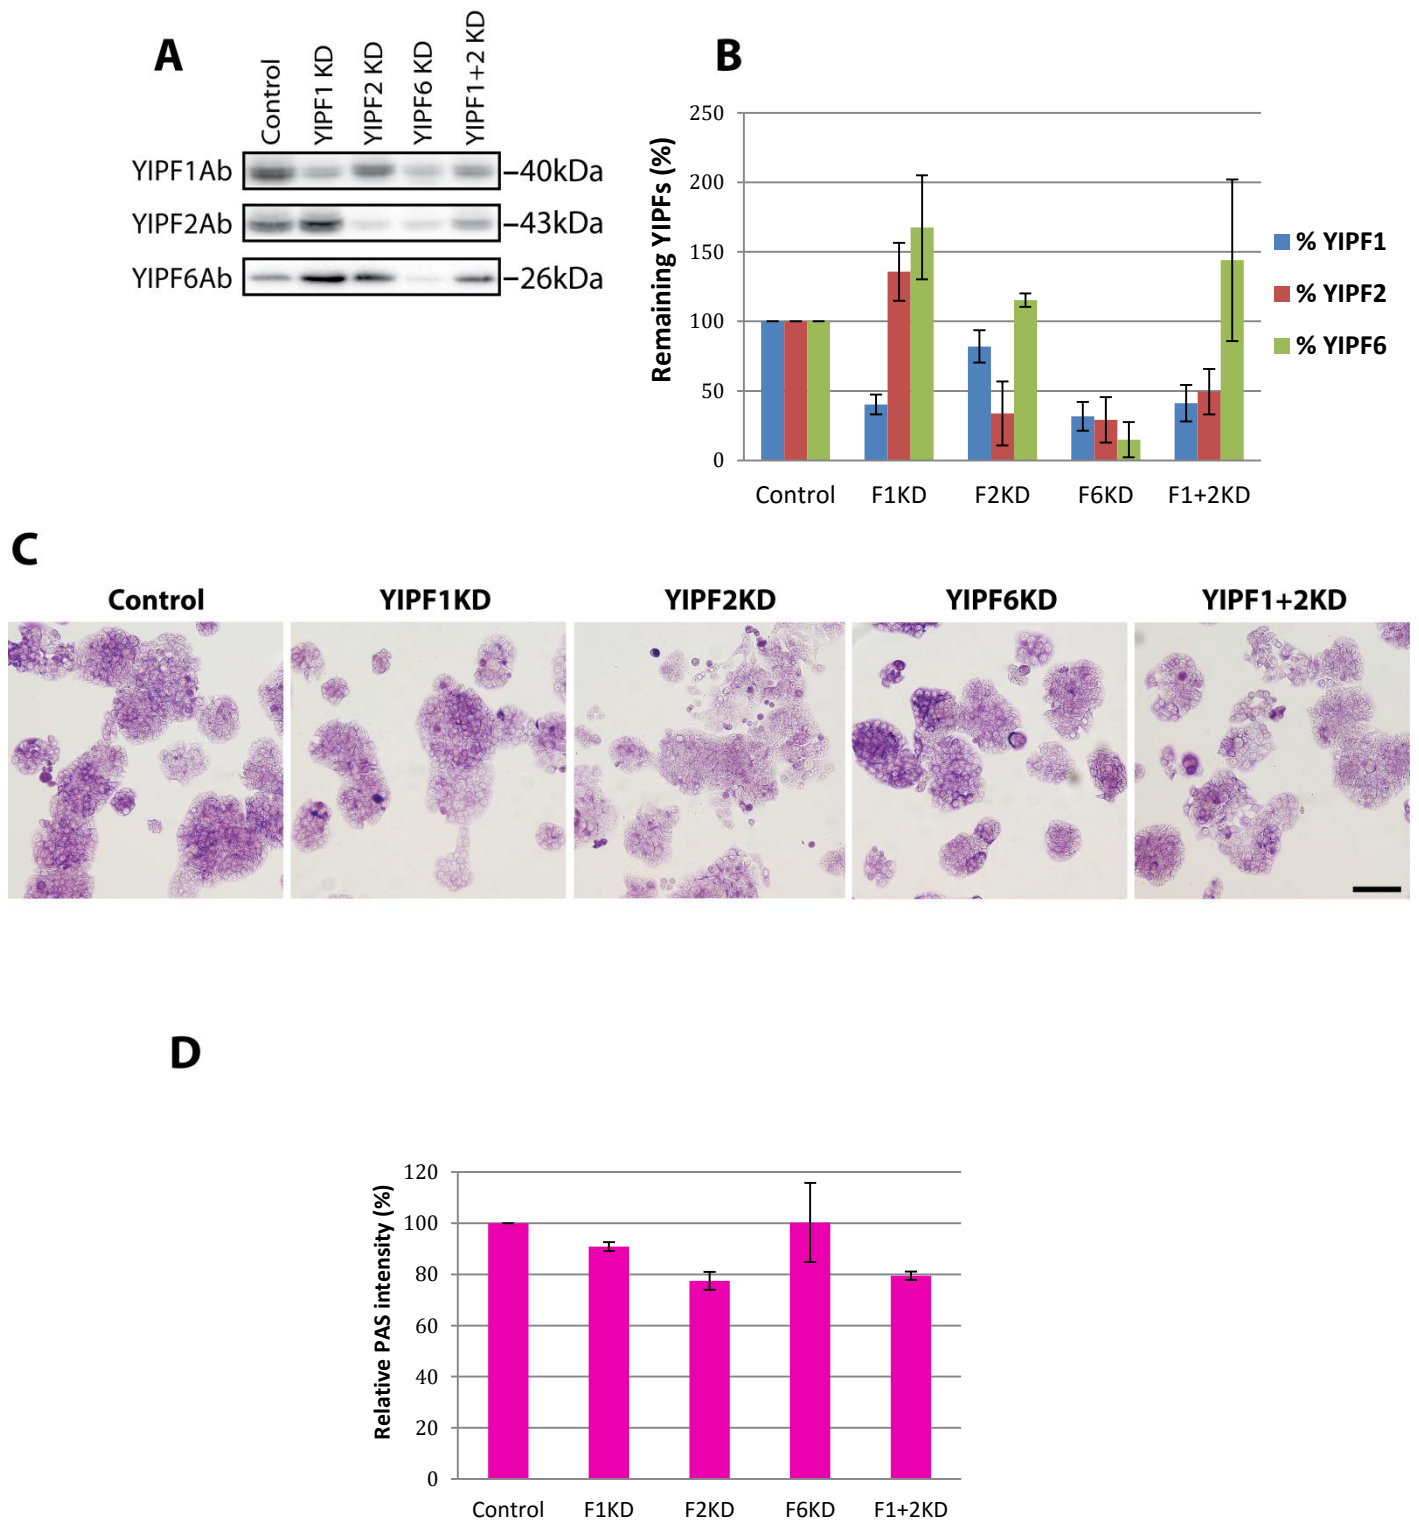 A
Control
YIPF1 KD
YIPF2 KD
YIPF6 KD
YIPF1+2 KD
YIPF1Ab
–40kDa
YIPF2Ab
–43kDa
YIPF6Ab
–26kDa
B
Remaining YIPFs (%)
250
200
150
100
50
0
Control
F1KD
F2KD
F6KD
F1+2KD
% YIPF1
% YIPF2
% YIPF6
C
Control
YIPF1KD
YIPF2KD
YIPF6KD
YIPF1+2KD
D
Relative PAS intensity (%)
120
100
80
60
40
20
0
Control
F1KD
F2KD
F6KD
F1+2KD